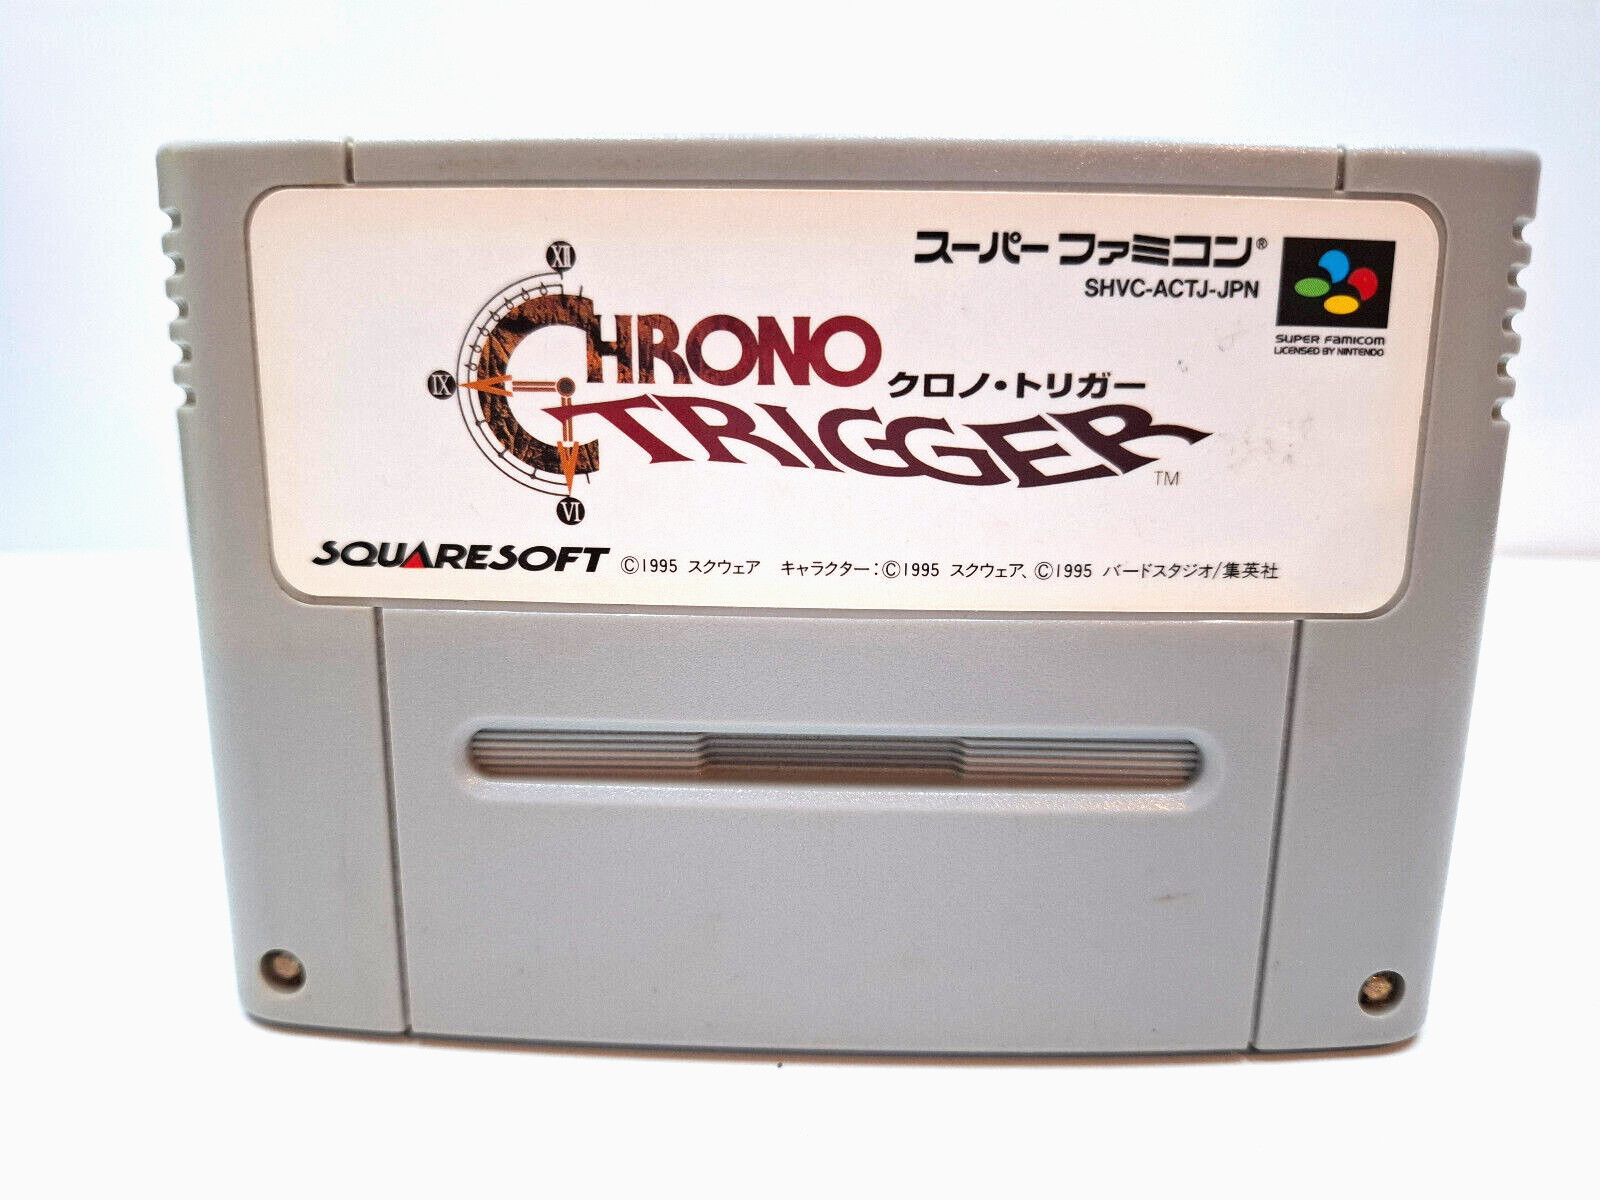 スーパーファミコン®
SHVC-ACTJ-JPN
SUPER FAMICOM
LICENSED BY NINTENDO
XII
IX
VI
CHRONO
クロノ・トリガー
TRIGGER
TM
SQUARESOFT ©1995 スクウェア キャラクター:©1995 スクウェア、©1995 バードスタジオ/集英社